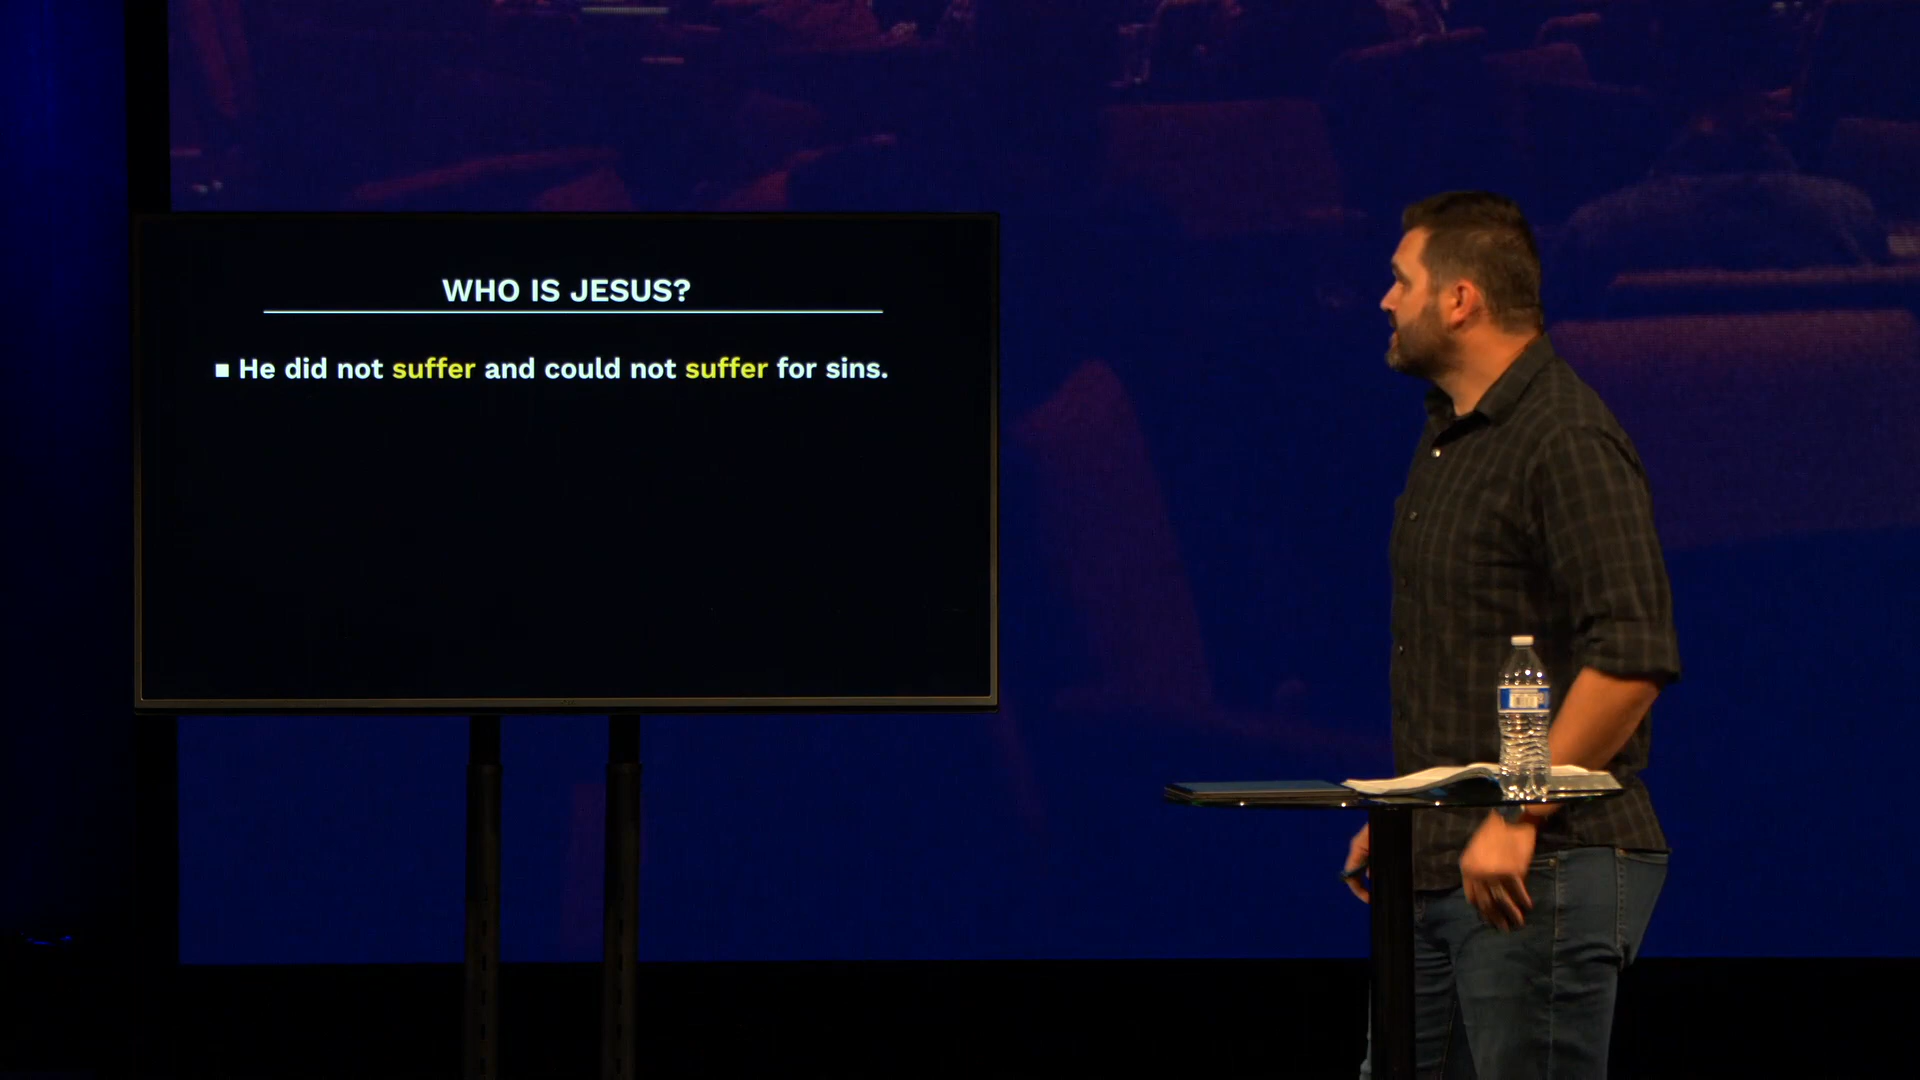 WHO IS JESUS?
■ He did not suffer and could not suffer for sins.